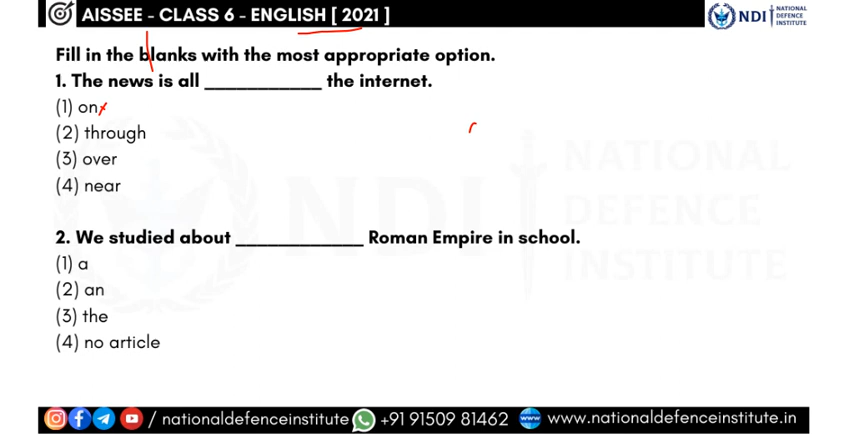 AISSEE - CLASS 6 - ENGLISH [ 2021 ]
NDI
NATIONAL
DEFENCE
INSTITUTE
Fill in the blanks with the most appropriate option.
1. The news is all ____________ the internet.
(1) on
(2) through
(3) over
(4) near
2. We studied about _____________ Roman Empire in school.
(1) a
(2) an
(3) the
(4) no article
NDI
NATIONAL
DEFENCE
INSTITUTE
/ nationaldefenceinstitute +91 91509 81462 www www.nationaldefenceinstitute.in